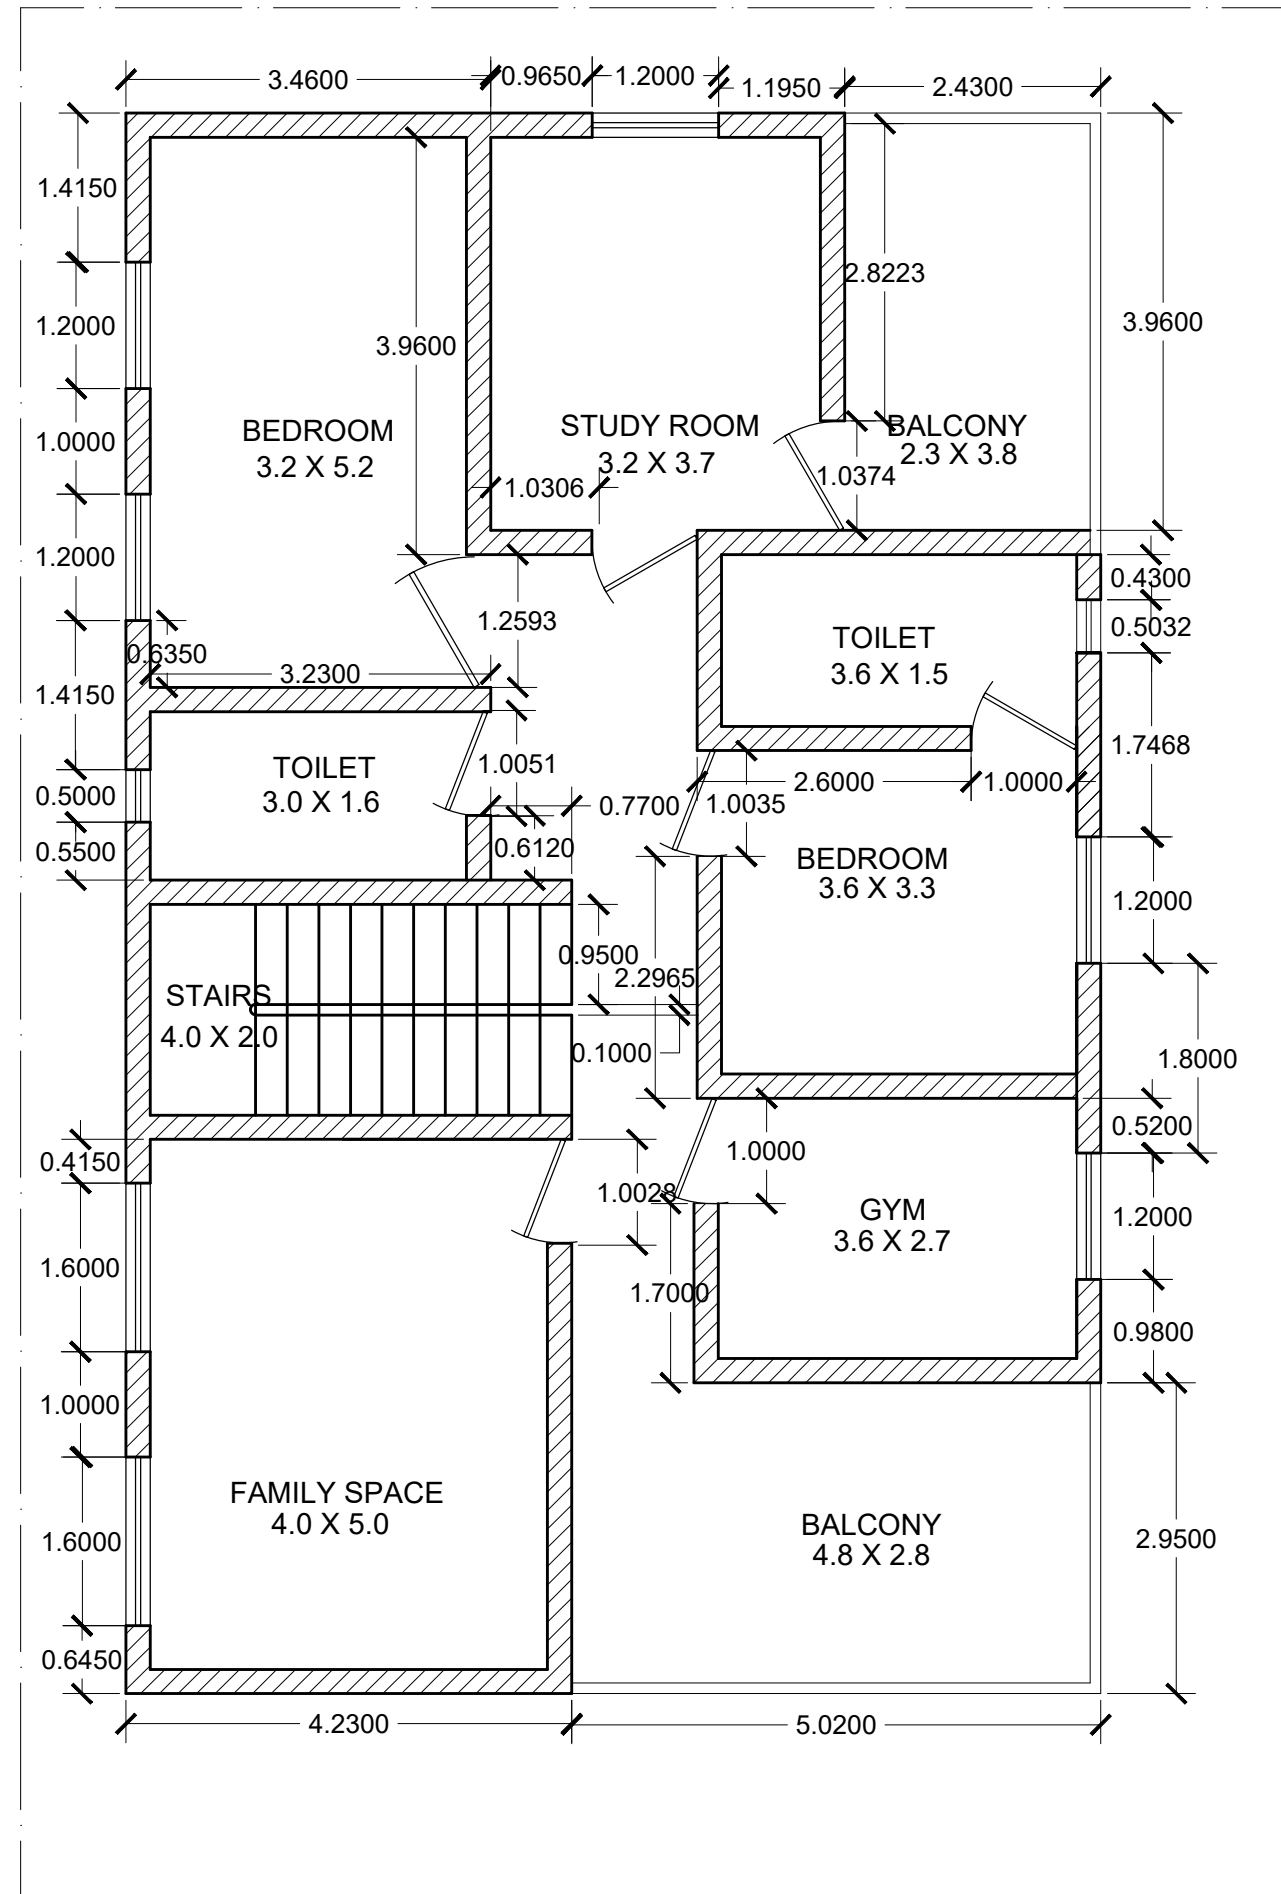 3.4600
0.9650
1.2000
1.1950
2.4300
1.4150
1.2000
1.0000
1.2000
1.4150
0.5000
0.5500
3.9600
2.8223
3.9600
BEDROOM
3.2 X 5.2
STUDY ROOM
3.2 X 3.7
BALCONY
2.3 X 3.8
1.0306
1.0374
1.2593
0.6350
3.2300
0.4300
0.5032
TOILET
3.6 X 1.5
1.7468
TOILET
3.0 X 1.6
1.0051
0.7700
1.0035
2.6000
1.0000
0.6120
BEDROOM
3.6 X 3.3
1.2000
0.9500
2.2965
STAIRS
4.0 X 2.0
0.1000
1.8000
0.5200
0.4150
1.0000
1.0028
GYM
3.6 X 2.7
1.2000
1.6000
1.7000
0.9800
1.0000
FAMILY SPACE
4.0 X 5.0
BALCONY
4.8 X 2.8
1.6000
2.9500
0.6450
4.2300
5.0200